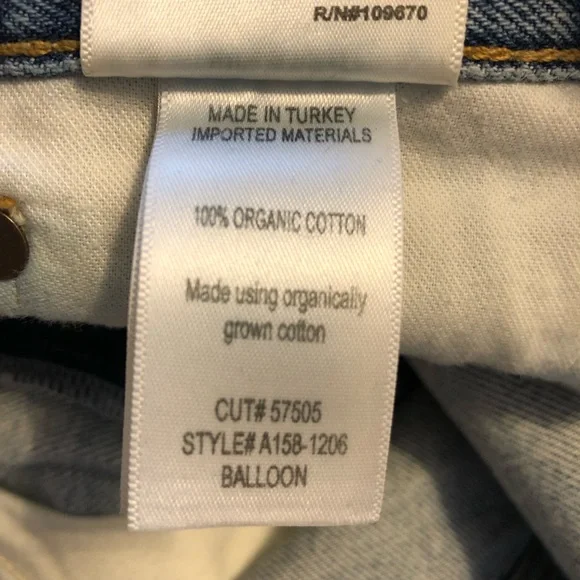 R/N#109670
MADE IN TURKEY
IMPORTED MATERIALS
100% ORGANIC COTTON
Made using organically
grown cotton
CUT# 57505
STYLE# A158-1206
BALLOON